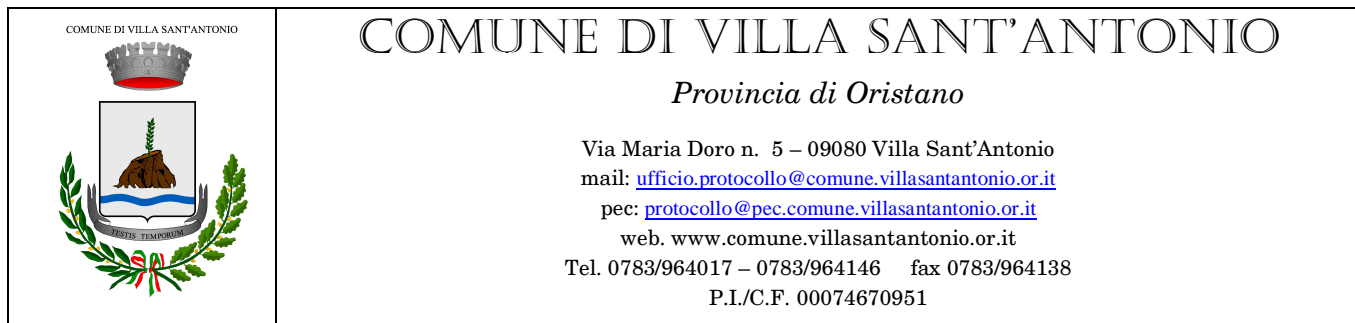 COMUNE DI VILLA SANT'ANTONIO
TESTIS TEMPORUM
COMUNE DI VILLA SANT’ANTONIO
Provincia di Oristano
Via Maria Doro n. 5 – 09080 Villa Sant’Antonio
mail: ufficio.protocollo@comune.villasantantonio.or.it
pec: protocollo@pec.comune.villasantantonio.or.it
web. www.comune.villasantantonio.or.it
Tel. 0783/964017 – 0783/964146 fax 0783/964138
P.I./C.F. 00074670951